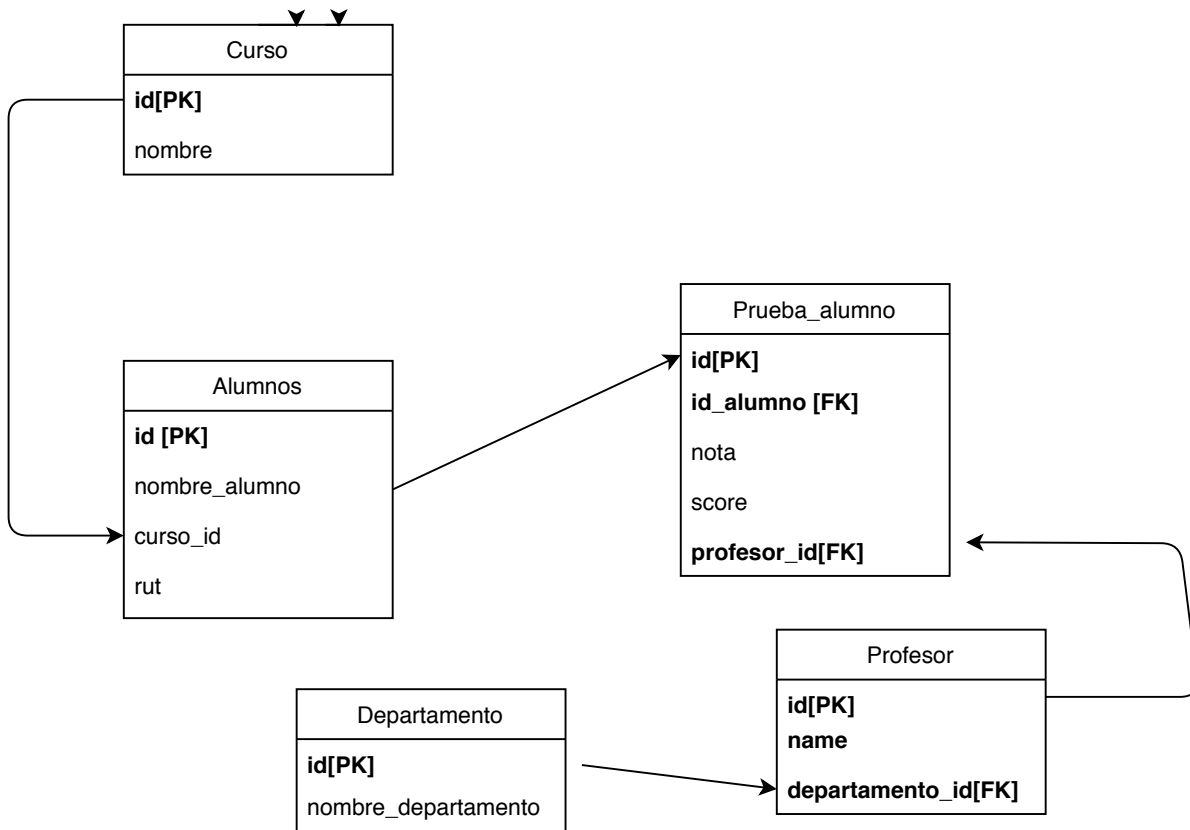 Curso
id[PK]
nombre
Prueba_alumno
id[PK]
id_alumno [FK]
nota
score
profesor_id[FK]
Alumnos
id [PK]
nombre_alumno
curso_id
rut
Profesor
id[PK]
name
departamento_id[FK]
Departamento
id[PK]
nombre_departamento